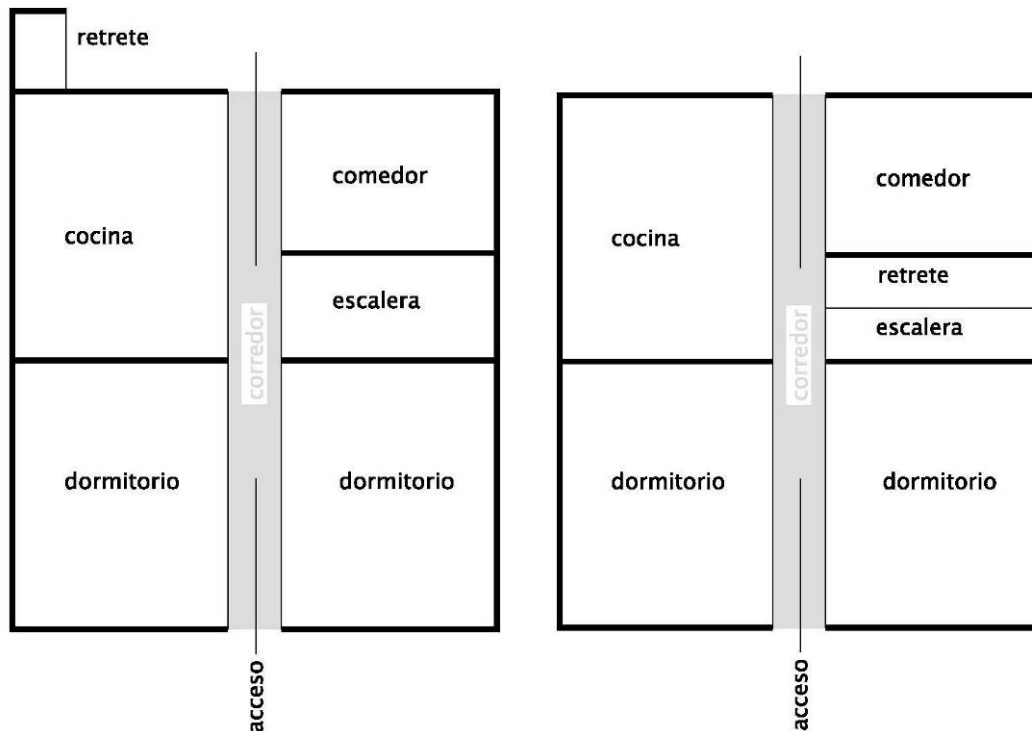 retrete
cocina
comedor
escalera
corredor
dormitorio
dormitorio
acceso
cocina
comedor
retrete
escalera
corredor
dormitorio
dormitorio
acceso